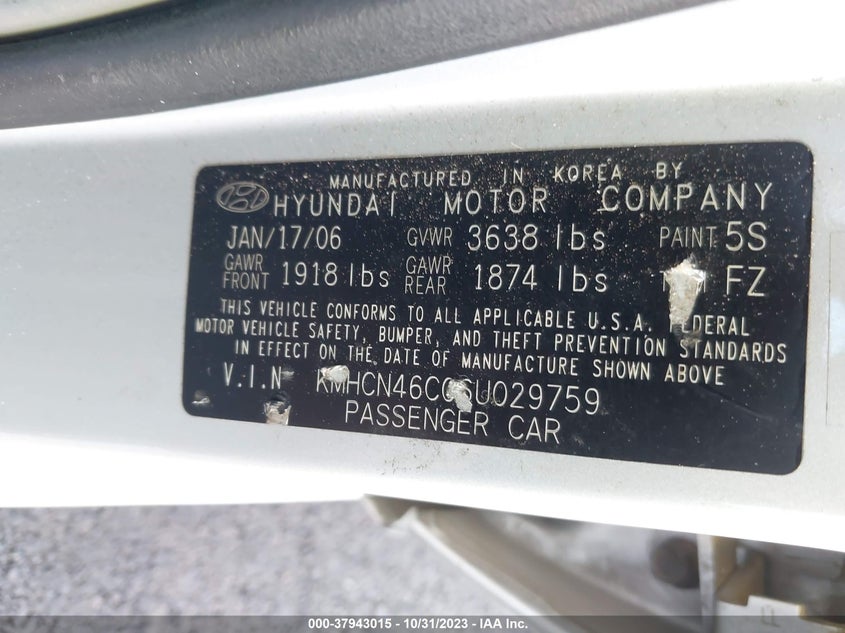 MANUFACTURED IN KOREA BY
HYUNDAI MOTOR COMPANY
JAN/17/06 GVWR 3638 lbs PAINT 5S
GAWR FRONT 1918 lbs GAWR REAR 1874 lbs FZ
THIS VEHICLE CONFORMS TO ALL APPLICABLE U.S.A. FEDERAL
MOTOR VEHICLE SAFETY, BUMPER, AND THEFT PREVENTION STANDARDS
IN EFFECT ON THE DATE OF MANUFACTURE SHOWN ABOVE
V.I.N KMHCN46C06U029759
PASSENGER CAR
000-37943015 - 10/31/2023 - IAA Inc.